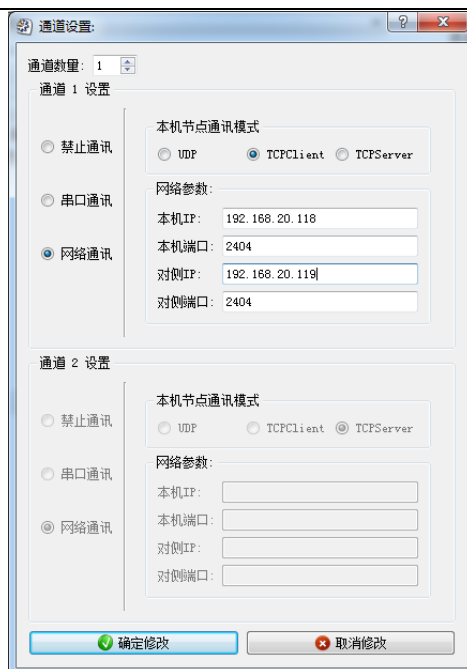 通道设置:
通道数量: 1
通道 1 设置
禁止通讯
串口通讯
网络通讯
本机节点通讯模式
UDP TCPClient TCPServer
网络参数:
本机IP: 192.168.20.118
本机端口: 2404
对侧IP: 192.168.20.119
对侧端口: 2404
通道 2 设置
禁止通讯
串口通讯
网络通讯
本机节点通讯模式
UDP TCPClient TCPServer
网络参数:
本机IP:
本机端口:
对侧IP:
对侧端口:
确定修改 取消修改